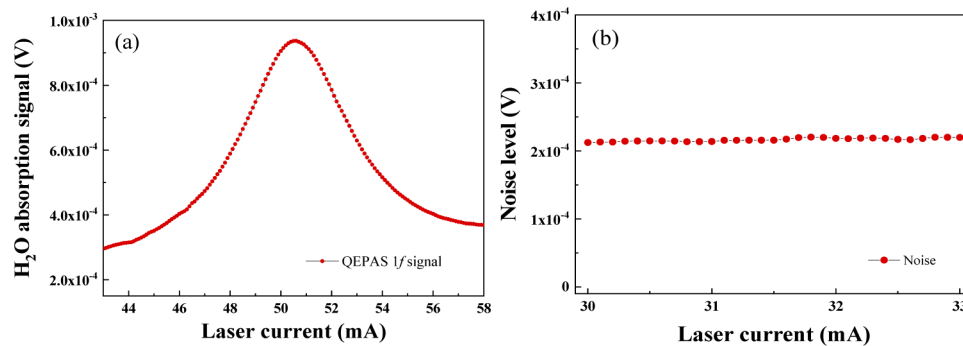 (a)
H₂O absorption signal (V)
1.0x10⁻³
8.0x10⁻⁴
6.0x10⁻⁴
4.0x10⁻⁴
2.0x10⁻⁴
QEPAS 1f signal
44 46 48 50 52 54 56 58
Laser current (mA)
(b)
Noise level (V)
4x10⁻⁴
3x10⁻⁴
2x10⁻⁴
1x10⁻⁴
0
Noise
30 31 32 33
Laser current (mA)